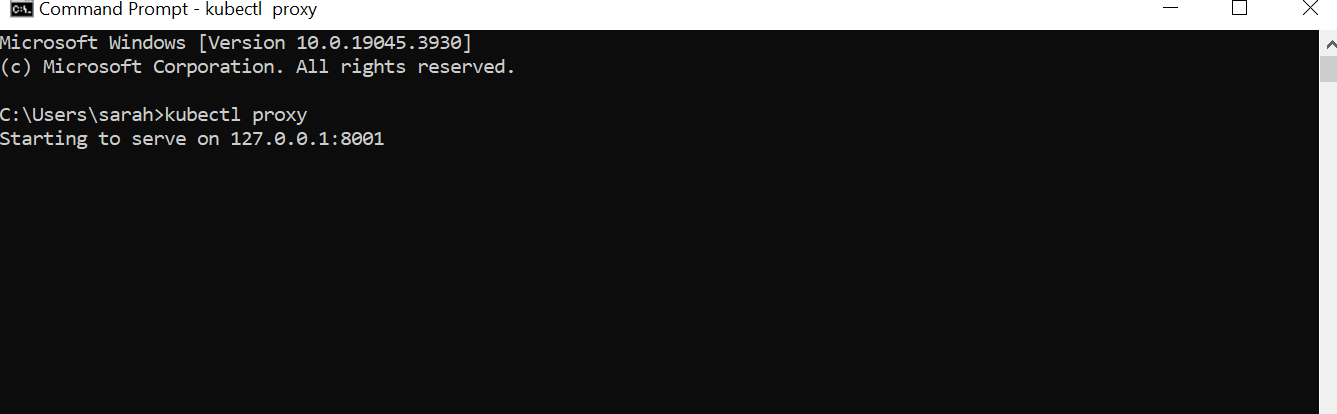 Command Prompt - kubectl  proxy
Microsoft Windows [Version 10.0.19045.3930]
(c) Microsoft Corporation. All rights reserved.
C:\Users\sarah>kubectl proxy
Starting to serve on 127.0.0.1:8001